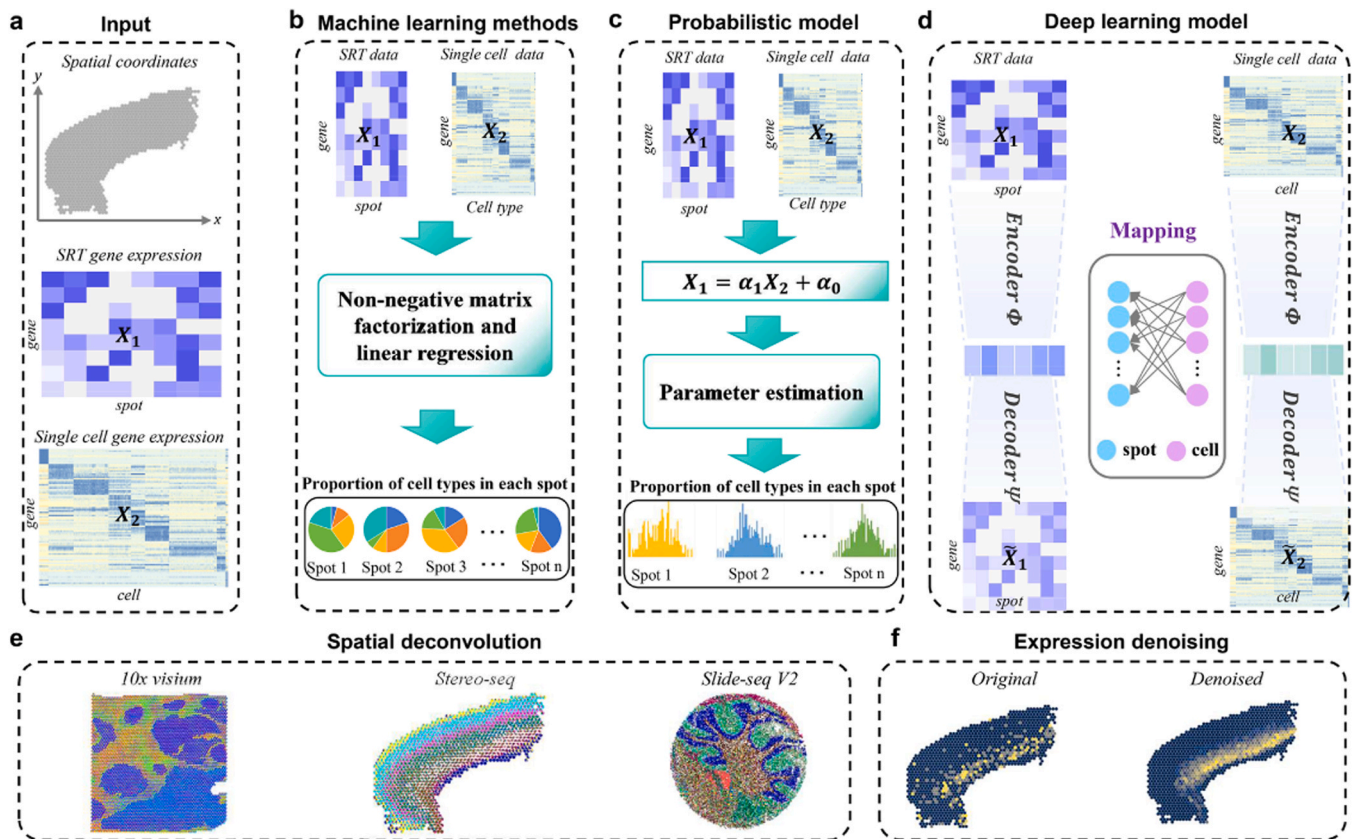 a
Input
Spatial coordinates
y
x
SRT gene expression
gene
X₁
spot
Single cell gene expression
gene
X₂
cell
b
Machine learning methods
SRT data
Single cell data
gene
X₁
X₂
spot
Cell type
Non-negative matrix
factorization and
linear regression
Proportion of cell types in each spot
Spot 1
Spot 2
Spot 3
...
Spot n
c
Probabilistic model
SRT data
Single cell data
gene
X₁
X₂
spot
Cell type
X₁ = α₁X₂ + α₀
Parameter estimation
Proportion of cell types in each spot
Spot 1
Spot 2
...
Spot n
d
Deep learning model
SRT data
gene
X₁
spot
Encoder Φ
Decoder Ψ
gene
X̃₁
spot
Mapping
spot
cell
Single cell data
gene
X₂
cell
Encoder Φ
Decoder Ψ
gene
X̃₂
cell
e
Spatial deconvolution
10x visium
Stereo-seq
Slide-seq V2
f
Expression denoising
Original
Denoised